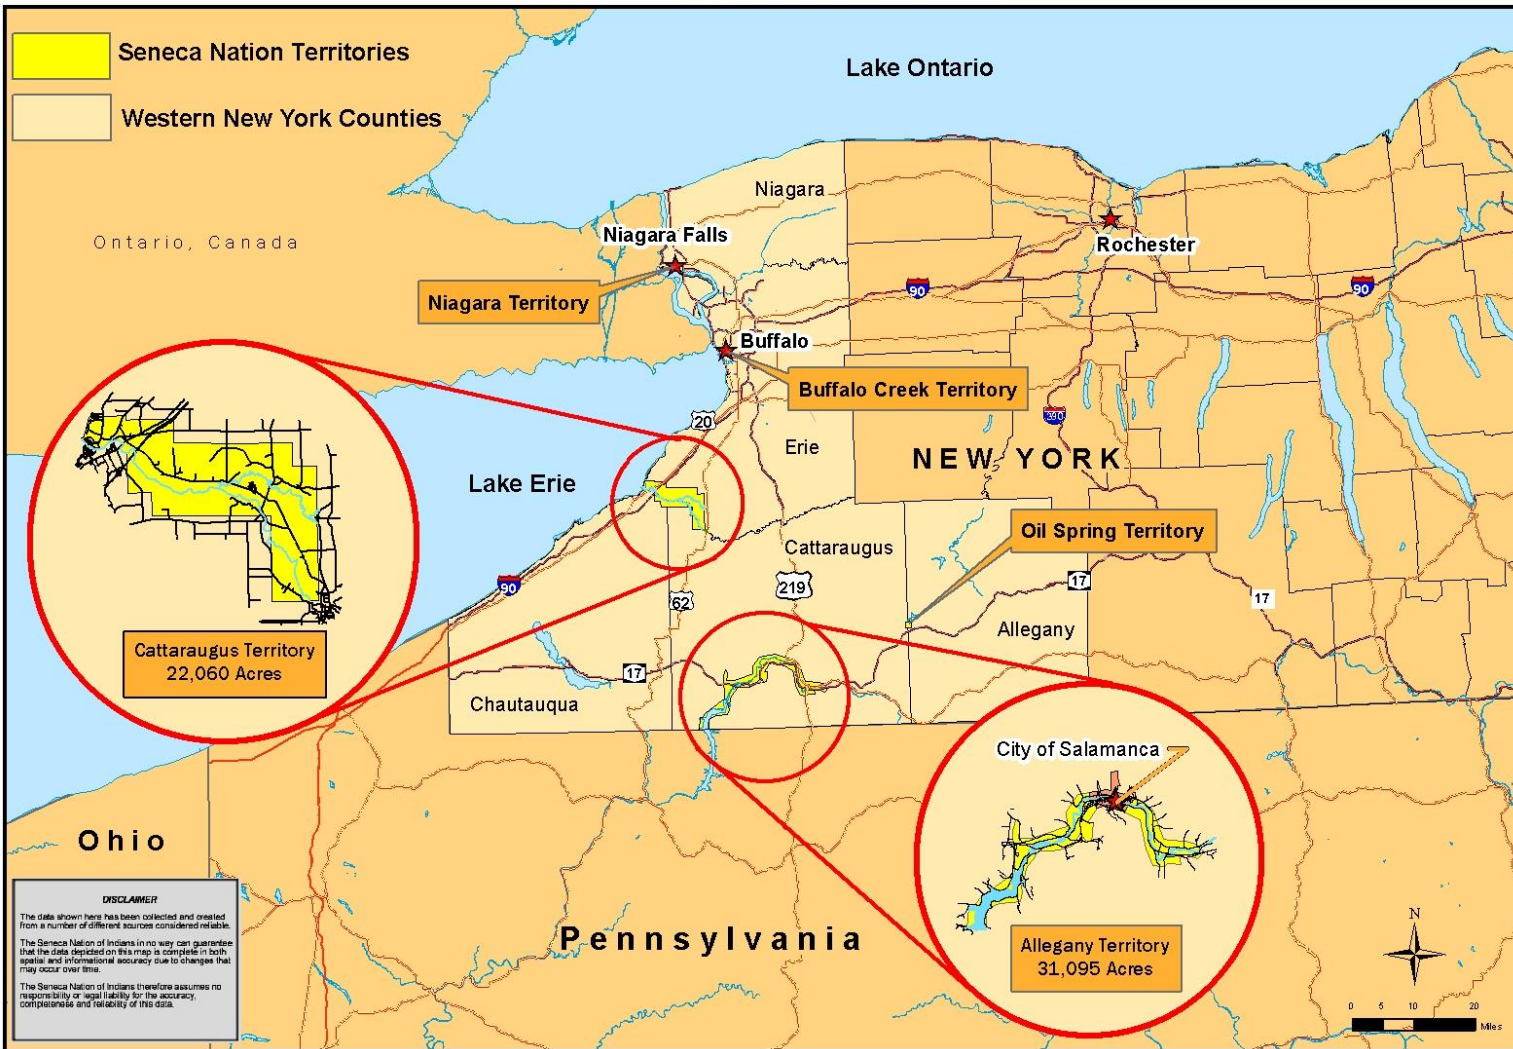 Seneca Nation Territories
Western New York Counties
Lake Ontario
Ontario, Canada
Niagara
Niagara Falls
Rochester
Niagara Territory
90
90
Buffalo
Buffalo Creek Territory
20
390
Erie
NEW YORK
Lake Erie
Oil Spring Territory
Cattaraugus
90
62
219
17
17
Allegany
Cattaraugus Territory
22,060 Acres
17
Chautauqua
City of Salamanca
Ohio
DISCLAIMER
The data shown here has been collected and created
from a number of different sources considered reliable.
The Seneca Nation of Indians in no way can guarantee
that the data depicted on this map is complete in both
spatial and informational accuracy due to changes that
may occur over time.
The Seneca Nation of Indians therefore assumes no
responsibility or legal liability for the accuracy,
completeness and reliability of this data.
Pennsylvania
Allegany Territory
31,095 Acres
N
0 5 10 20
Miles